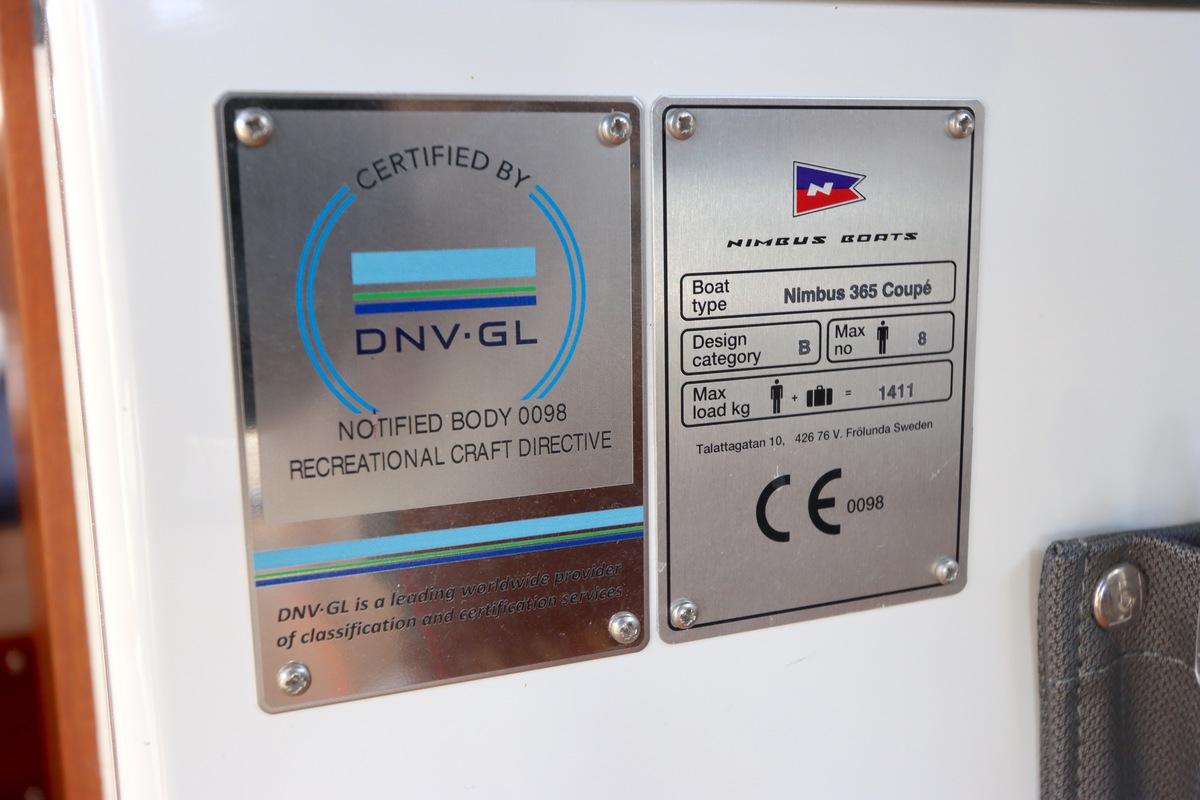 CERTIFIED BY
DNV·GL
NOTIFIED BODY 0098
RECREATIONAL CRAFT DIRECTIVE
DNV·GL is a leading worldwide provider
of classification and certification services
N
NIMBUS BOATS
Boat type Nimbus 365 Coupé
Design category B
Max no 8
Max load kg + = 1411
Talattagatan 10, 426 76 V. Frölunda Sweden
CE 0098